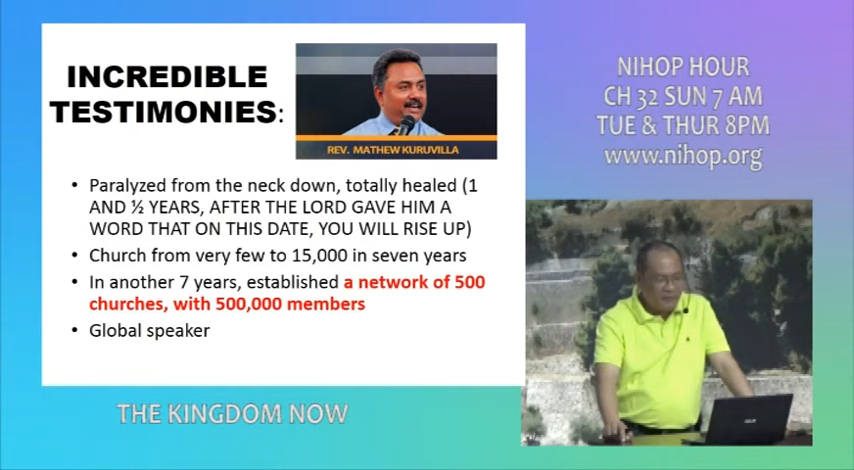 INCREDIBLE
TESTIMONIES:
REV. MATHEW KURUVILLA
• Paralyzed from the neck down, totally healed (1
AND ½ YEARS, AFTER THE LORD GAVE HIM A
WORD THAT ON THIS DATE, YOU WILL RISE UP)
• Church from very few to 15,000 in seven years
• In another 7 years, established a network of 500
churches, with 500,000 members
• Global speaker
NIHOP HOUR
CH 32 SUN 7 AM
TUE & THUR 8PM
www.nihop.org
THE KINGDOM NOW